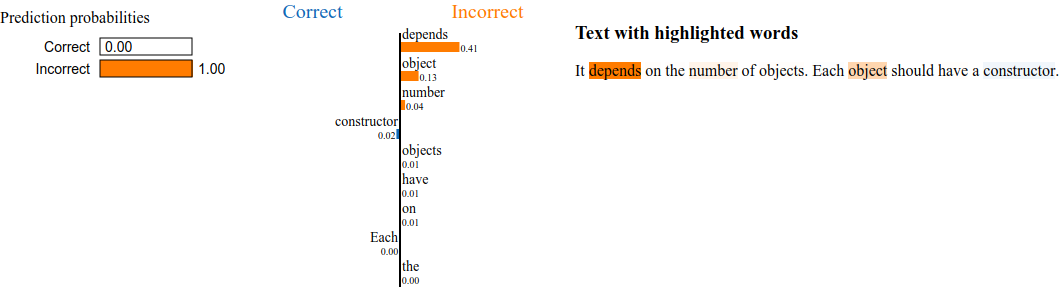 Prediction probabilities
Correct 0.00
Incorrect 1.00
Correct Incorrect
depends
0.41
object
0.13
number
0.04
constructor
0.02
objects
0.01
have
0.01
on
0.01
Each
0.00
the
0.00
Text with highlighted words
It depends on the number of objects. Each object should have a constructor.